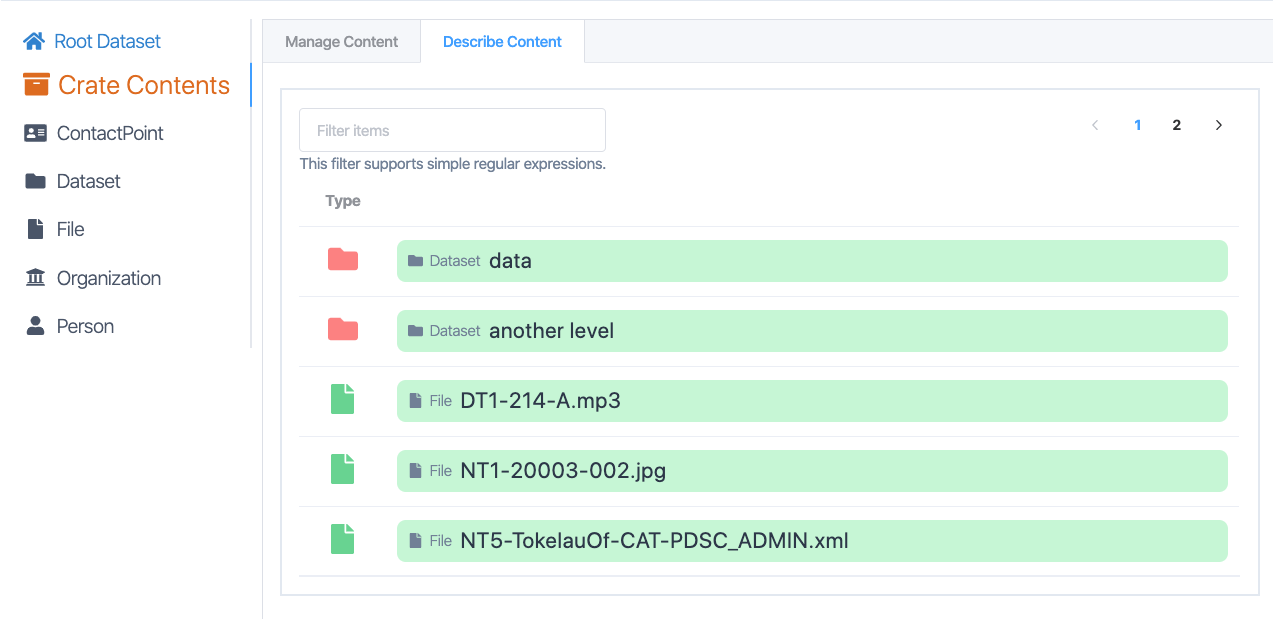 Root Dataset
Crate Contents
ContactPoint
Dataset
File
Organization
Person
Manage Content
Describe Content
Filter items
1 2
This filter supports simple regular expressions.
Type
Dataset data
Dataset another level
File DT1-214-A.mp3
File NT1-20003-002.jpg
File NT5-TokelauOf-CAT-PDSC_ADMIN.xml